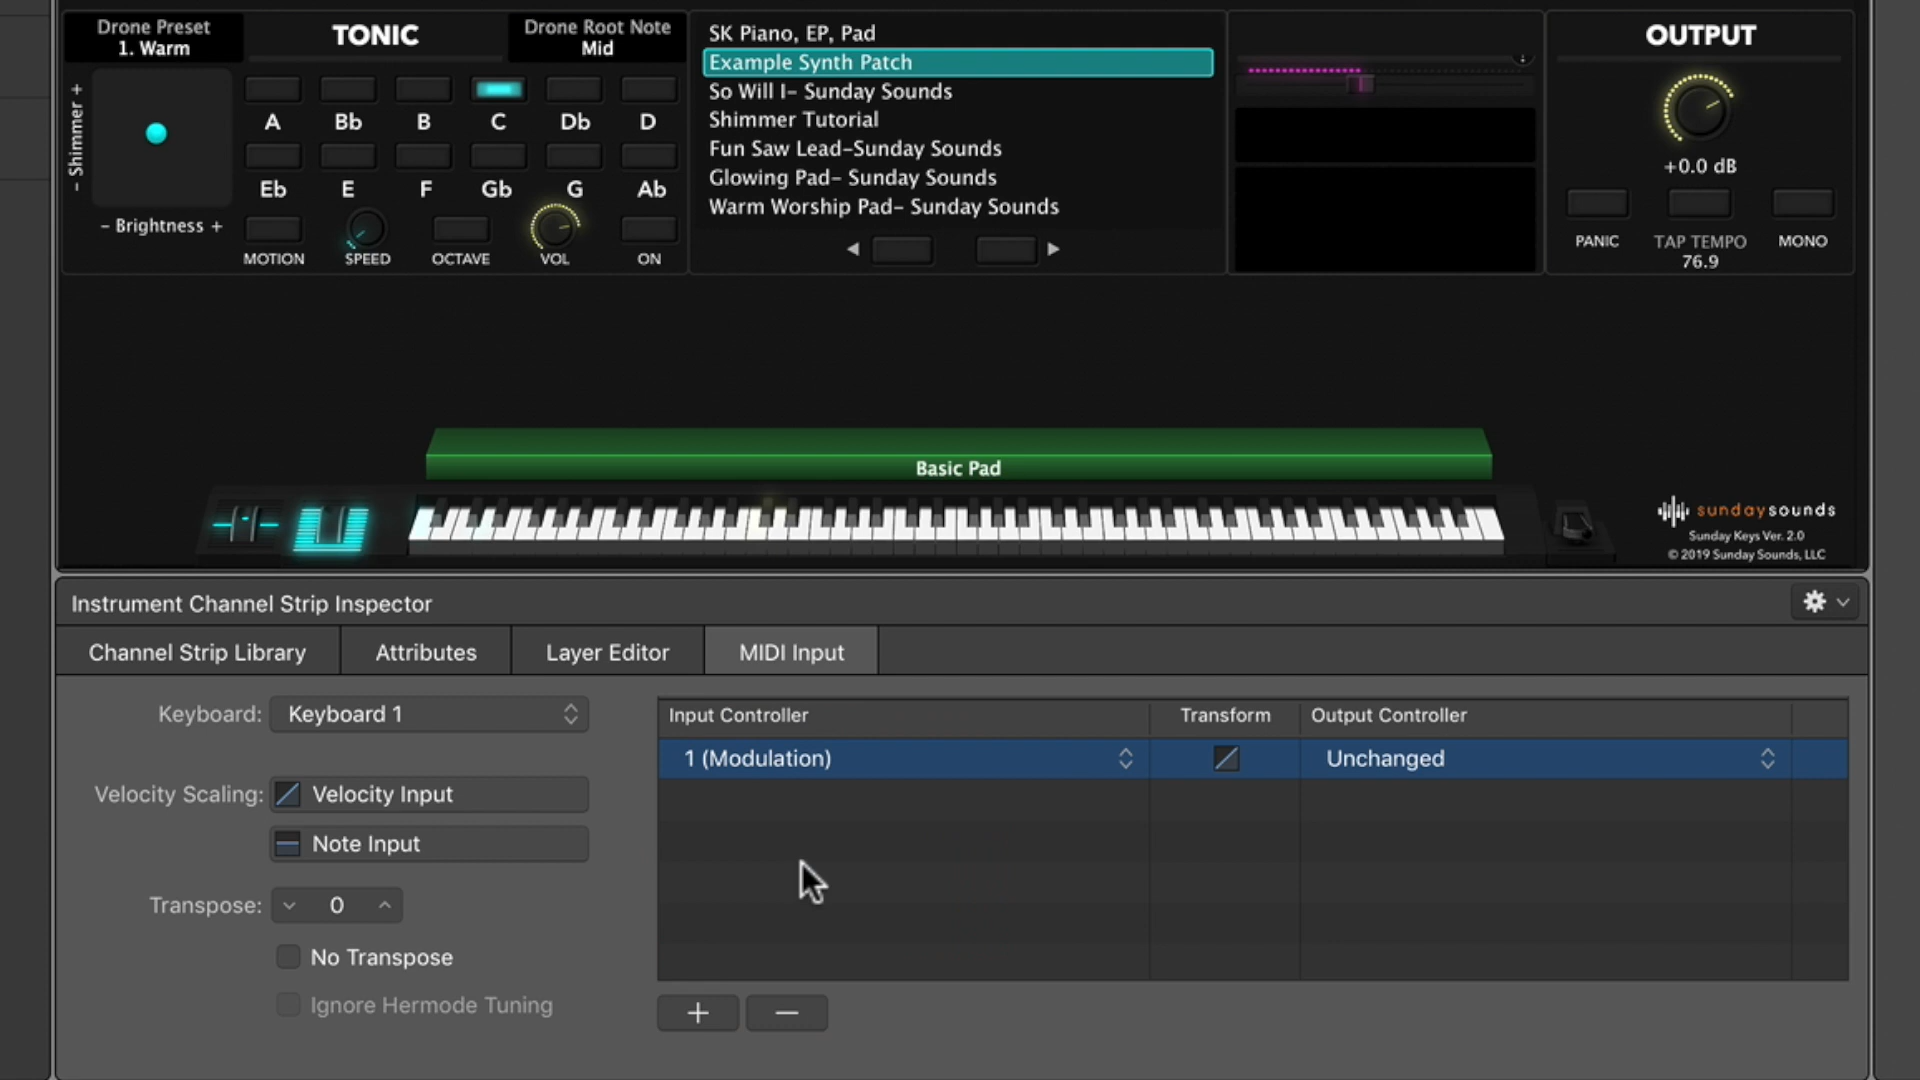 Drone Preset
1. Warm
TONIC
Drone Root Note
Mid
- Shimmer +
A Bb B C Db D
Eb E F Gb G Ab
- Brightness +
MOTION SPEED OCTAVE VOL ON
SK Piano, EP, Pad
Example Synth Patch
So Will I- Sunday Sounds
Shimmer Tutorial
Fun Saw Lead-Sunday Sounds
Glowing Pad- Sunday Sounds
Warm Worship Pad- Sunday Sounds
OUTPUT
+0.0 dB
PANIC TAP TEMPO MONO
76.9
Basic Pad
sundaysounds
Sunday Keys Ver. 2.0
© 2019 Sunday Sounds, LLC
Instrument Channel Strip Inspector
Channel Strip Library Attributes Layer Editor MIDI Input
Keyboard: Keyboard 1
Velocity Scaling: Velocity Input
Note Input
Transpose: 0
No Transpose
Ignore Hermode Tuning
Input Controller Transform Output Controller
1 (Modulation) Unchanged
+ −